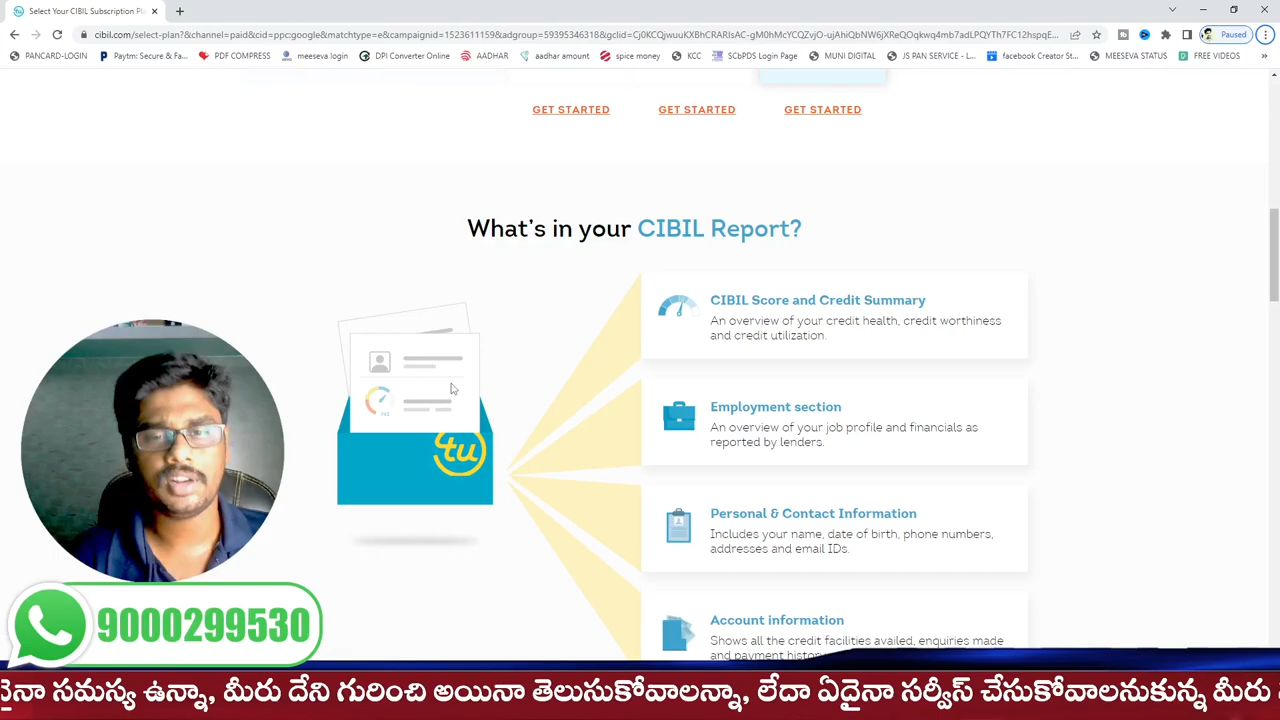 Select Your CIBIL Subscription Pl
cibil.com/select-plan?&channel=paid&cid=ppc|google&matchtype=e&campaignid=1523611159&adgroup=59395346318&gclid=
Paused
PANCARD-LOGIN
Paytm: Secure & Fa...
PDF COMPRESS
meeseva login
DPI Converter Online
AADHAR
aadhar amount
spice money
KCC
SCbPDS Login Page
MUNI DIGITAL
JS PAN SERVICE - L...
facebook Creator St...
MEESEVA STATUS
FREE VIDEOS
GET STARTED
GET STARTED
GET STARTED
What's in your CIBIL Report?
CIBIL Score and Credit Summary
An overview of your credit health, credit worthiness
and credit utilization.
Employment section
An overview of your job profile and financials as
reported by lenders.
Personal & Contact Information
Includes your name, date of birth, phone numbers,
addresses and email IDs.
Account information
Shows all the credit facilities availed, enquiries made
and payment history
tu
9000299530
సమస్య ఉన్నా, మీరు దేని గురించి అయినా తెలుసుకోవాలన్నా, లేదా ఏదైనా సర్వీస్ చేసుకోవాలనుకున్న మీరు